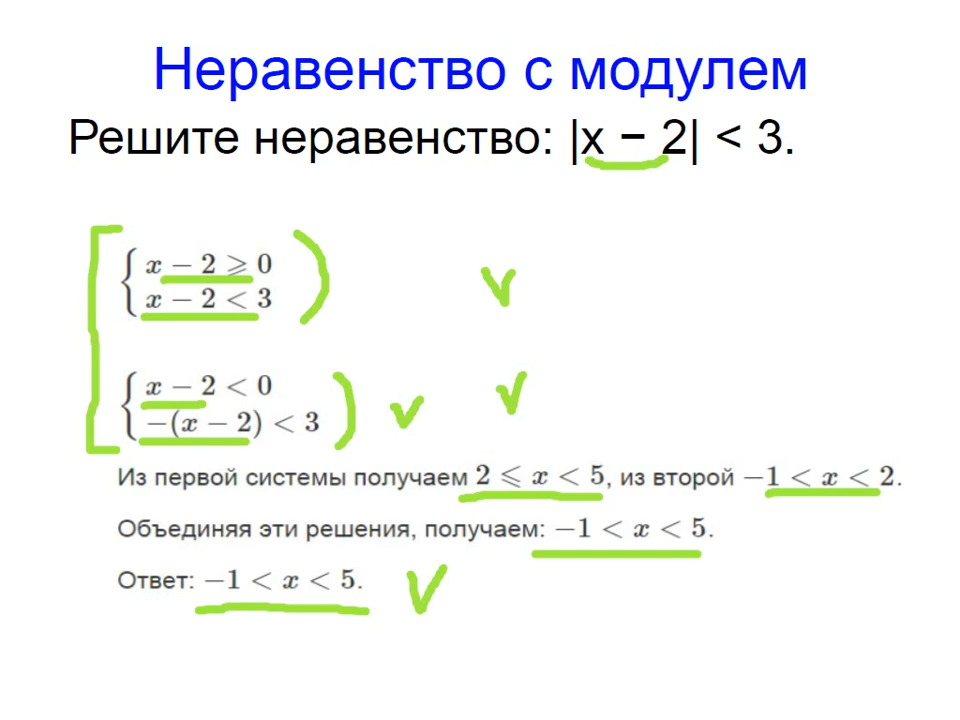 Неравенство с модулем
Решите неравенство: |x − 2| < 3.
x − 2 ⩾ 0
x − 2 < 3
x − 2 < 0
−(x − 2) < 3
Из первой системы получаем 2 ⩽ x < 5, из второй −1 < x < 2.
Объединяя эти решения, получаем: −1 < x < 5.
Ответ: −1 < x < 5.